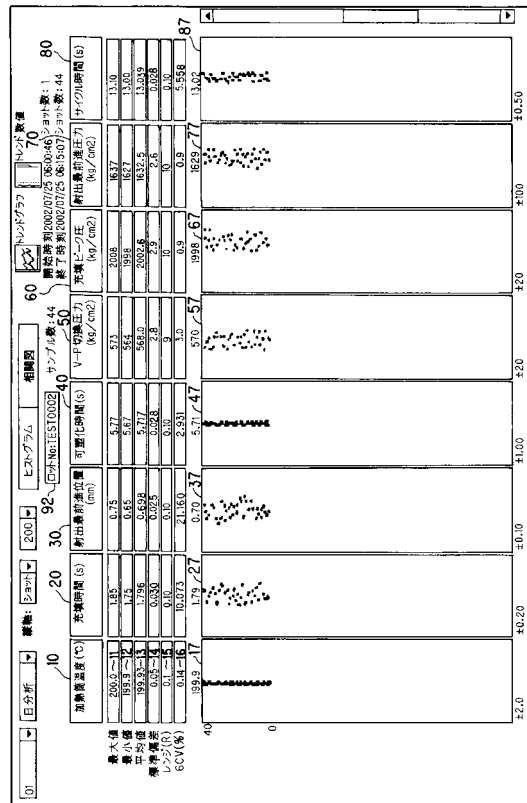 01 日分析 縦軸: ショット 200 ヒストグラム 相関図 トレンドグラフ トレンド数値
92 ロットNo:TEST0002 サンプル数: 44
開始時刻 2002/07/25 06:00:46 ショット数: 1
終了時刻 2002/07/25 06:15:07 ショット数: 44
10 20 30 40 50 60 70 80
加熱筒温度(℃) 充填時間(s) 射出最前進位置(mm) 可塑化時間(s) V-P切換圧力(kg/cm2) 充填ピーク圧(kg/cm2) 射出最前進圧力(kg/cm2) サイクル時間(s)
最大値 200.0 11 1.85 0.75 5.77 573 2008 1637 13.10
最小値 199.9 12 1.75 0.65 5.67 564 1998 1627 13.00
平均値 199.93 13 1.796 0.698 5.717 568.0 2002.6 1632.5 13.039
標準偏差 0.05 14 0.030 0.025 0.028 2.8 2.9 2.6 0.028
レンジ(R) 0.1 15 0.10 0.10 0.10 9 10 10 0.10
6CV(%) 0.14 16 10.073 21.160 2.931 3.0 0.9 0.9 5.558
199.9 17 1.79 27 0.70 37 5.71 47 570 57 1998 67 1629 77 13.02 87
40
0
±2.0 ±0.20 ±0.10 ±1.00 ±20 ±20 ±100 ±0.50